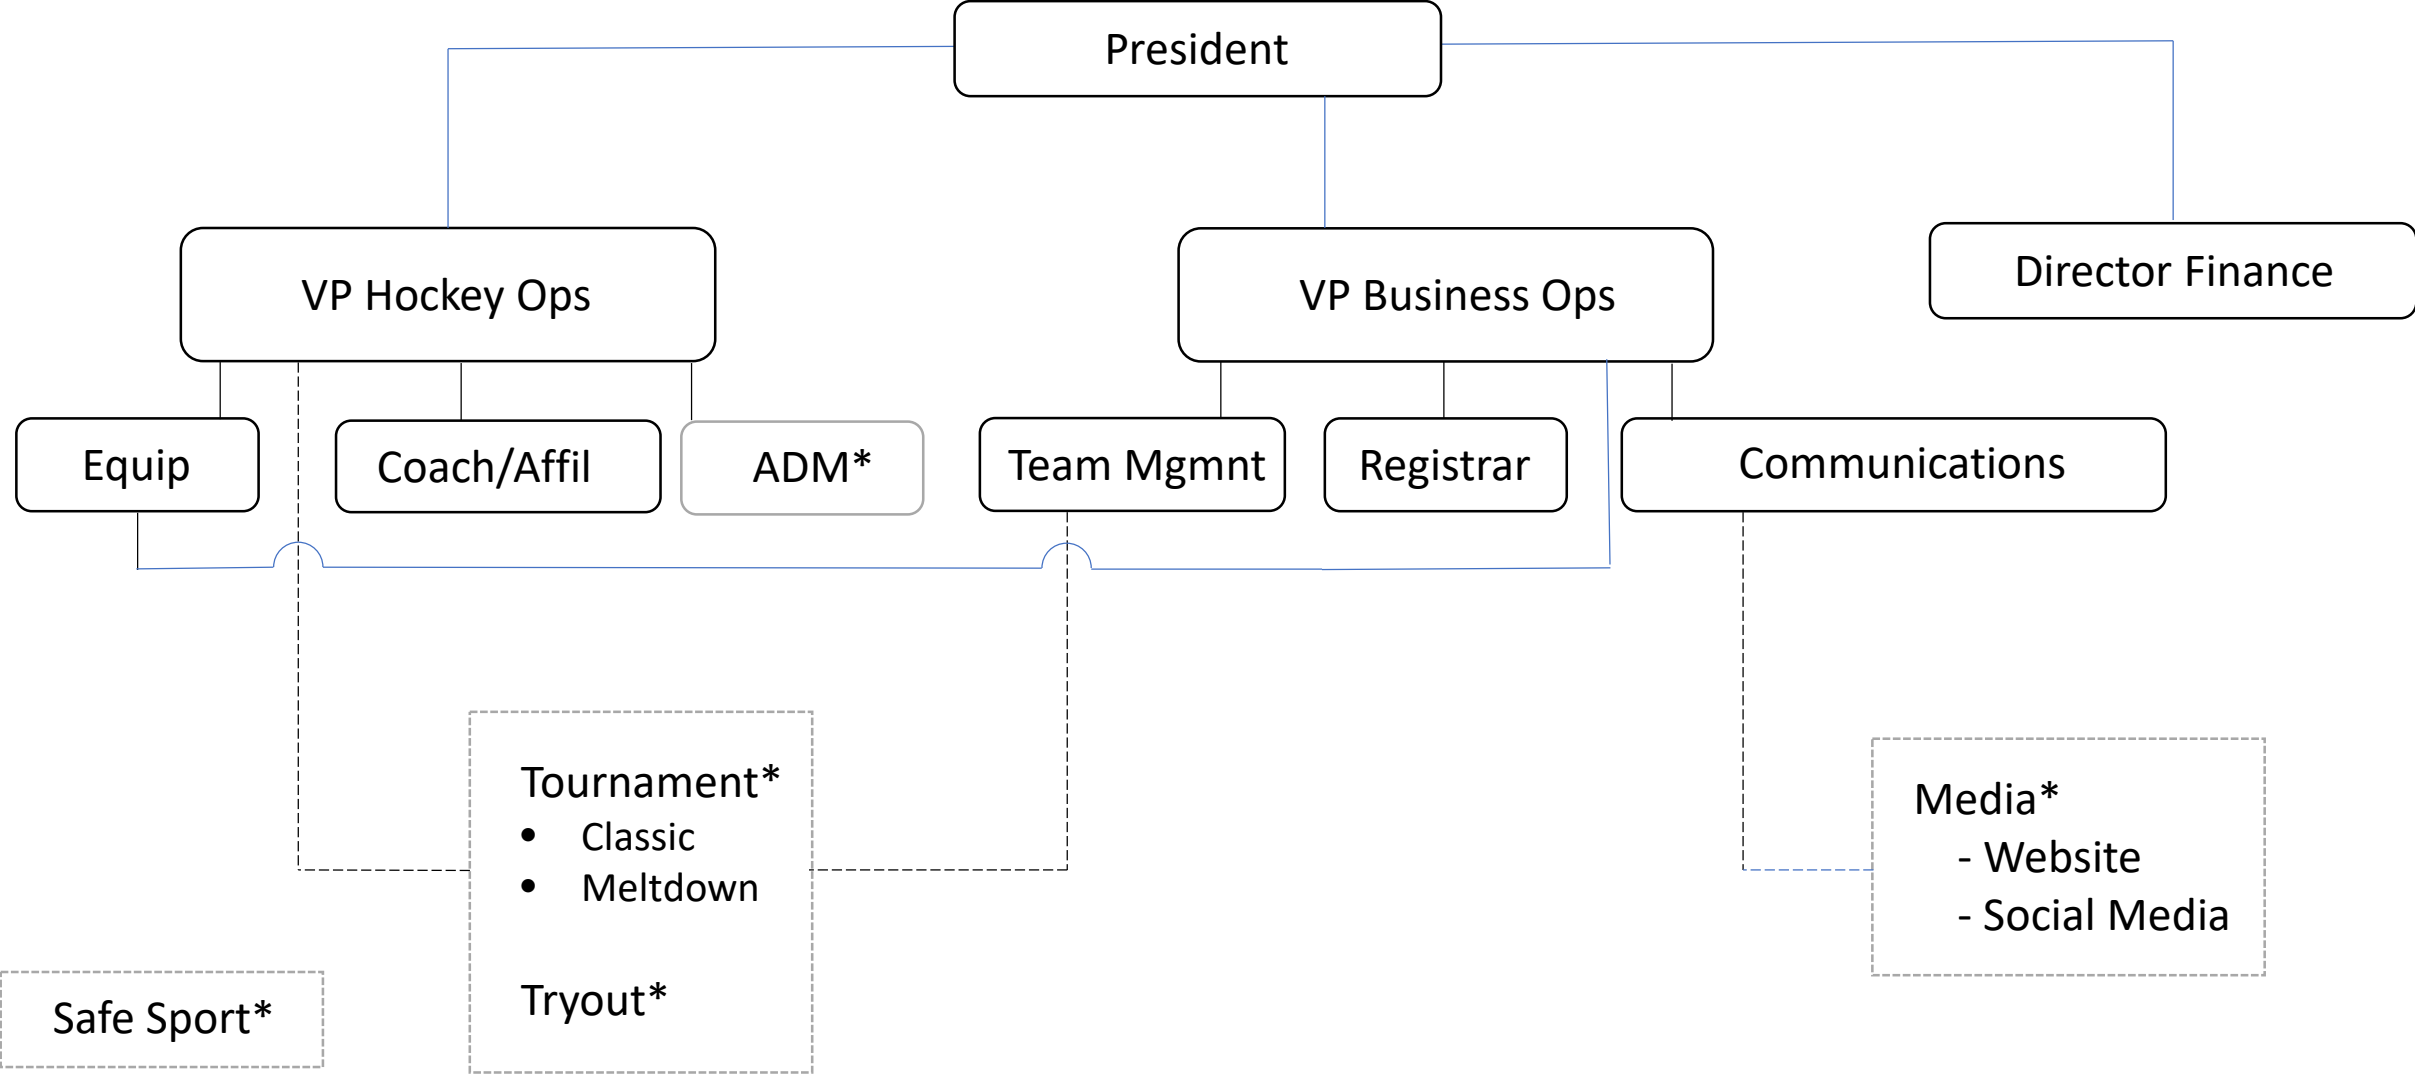 President
VP Hockey Ops
VP Business Ops
Director Finance
Equip
Coach/Affil
ADM*
Team Mgmnt
Registrar
Communications
Tournament*
• Classic
• Meltdown
Tryout*
Media*
- Website
- Social Media
Safe Sport*